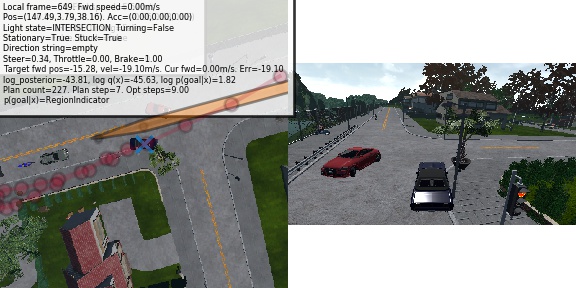 Local frame=649. Fwd speed=0.00m/s
Pos=(147.49,3.79,38.16). Acc=(0.00,0.00,0.00)
Light state=INTERSECTION. Turning=False
Stationary=True. Stuck=True
Direction string=empty
Steer=0.34, Throttle=0.00, Brake=1.00
Target fwd pos=-15.28, vel=-19.10m/s. Cur fwd=0.00m/s. Err=-19.10
log_posterior=-43.81, log q(x)=-45.63, log p(goal|x)=1.82
Plan count=227. Plan step=7. Opt steps=9.00
p(goal|x)=RegionIndicator